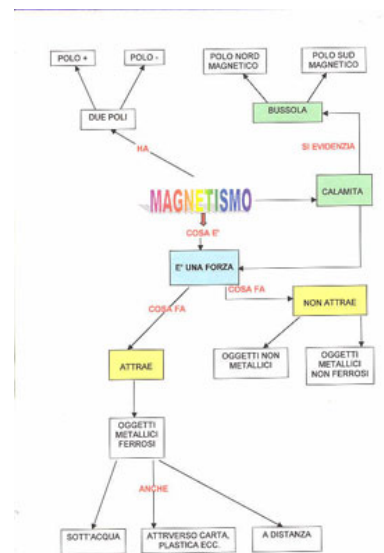 POLO +
POLO -
POLO NORD
MAGNETICO
POLO SUD
MAGNETICO
DUE POLI
BUSSOLA
HA
SI EVIDENZIA
MAGNETISMO
CALAMITA
COSA E'
E' UNA FORZA
COSA FA
COSA FA
NON ATTRAE
ATTRAE
OGGETTI NON
METALLICI
OGGETTI
METALLICI
NON FERROSI
OGGETTI
METALLICI
FERROSI
ANCHE
SOTT'ACQUA
ATTRVERSO CARTA,
PLASTICA ECC.
A DISTANZA